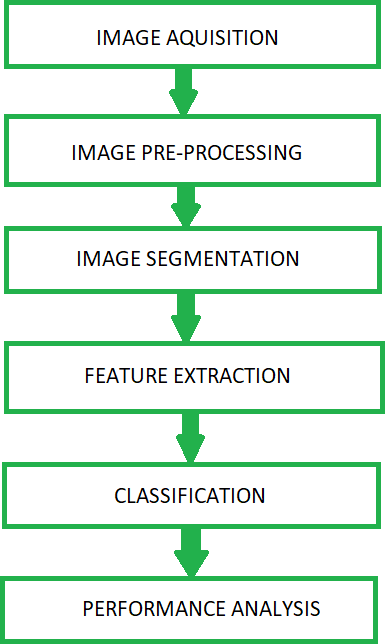 IMAGE AQUISITION
IMAGE PRE-PROCESSING
IMAGE SEGMENTATION
FEATURE EXTRACTION
CLASSIFICATION
PERFORMANCE ANALYSIS